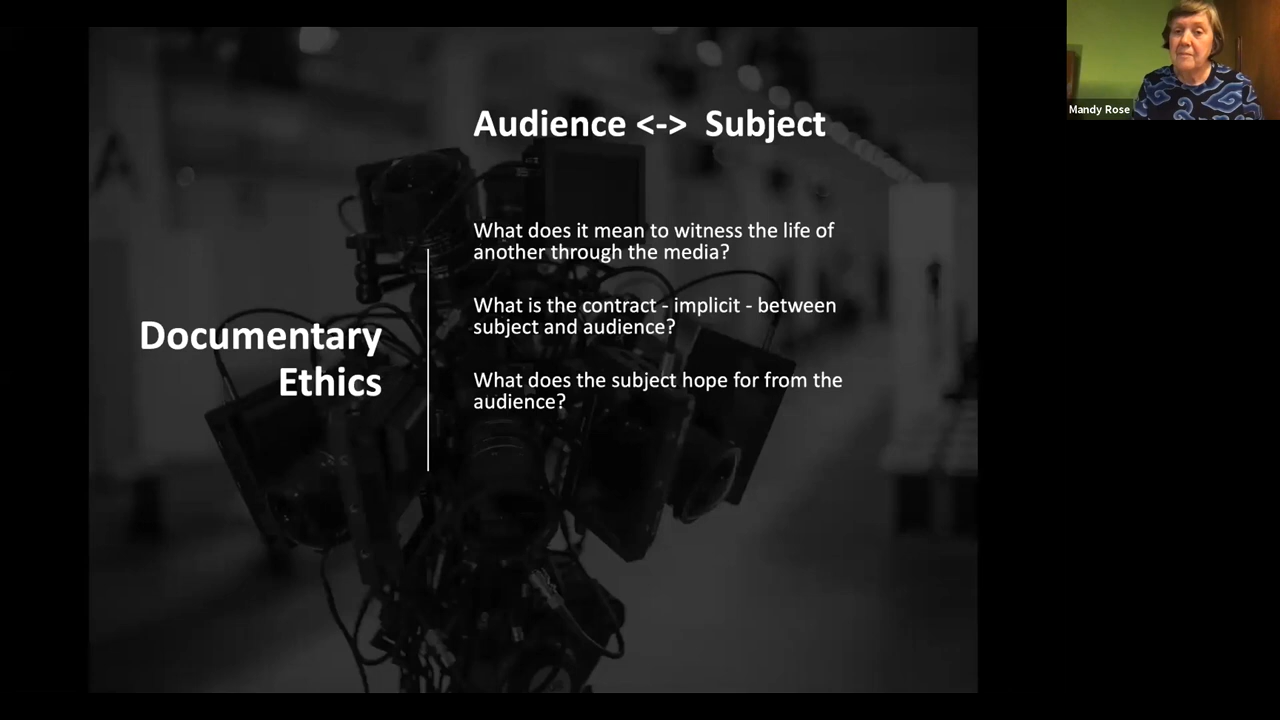 Audience <-> Subject
What does it mean to witness the life of
another through the media?
What is the contract - implicit - between
subject and audience?
What does the subject hope for from the
audience?
Documentary
Ethics
Mandy Rose